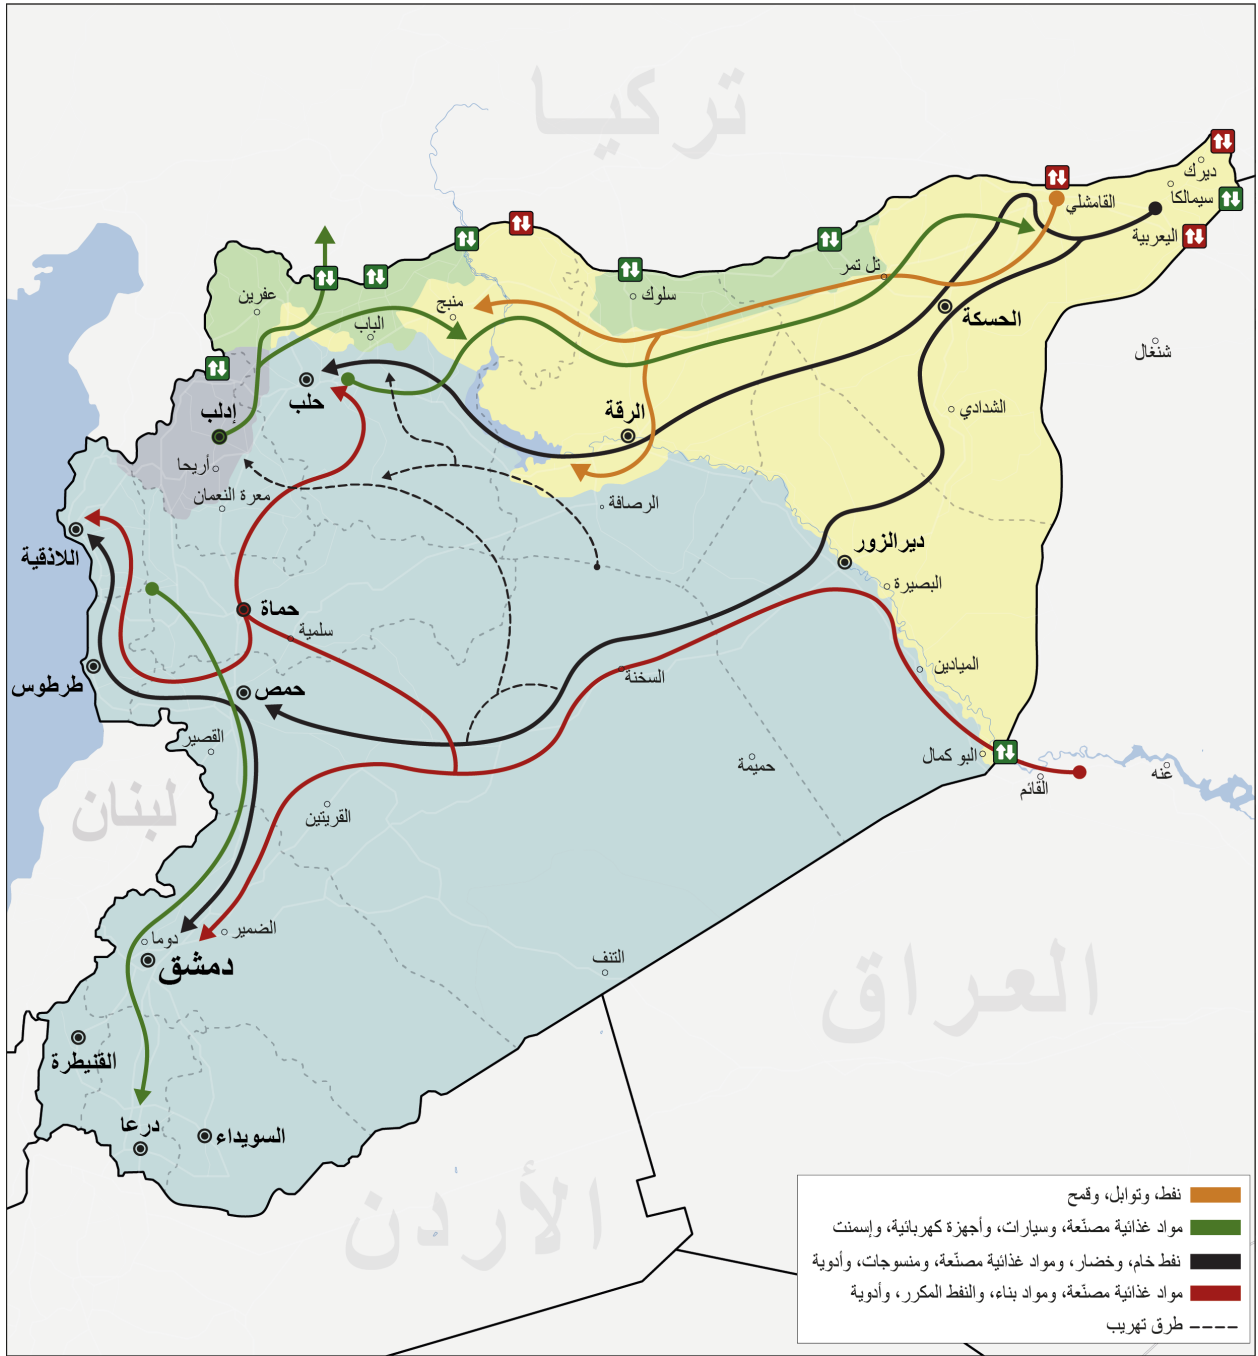 تركيا
ديرك
سيمالكا
القامشلي
اليعربية
تل تمر
سلوك
عفرين
منبج
الباب
الحسكة
شنغال
حلب
إدلب
الرقة
الشدادي
أريحا
معرة النعمان
الرصافة
اللاذقية
ديرالزور
البصيرة
حماة
سلمية
طرطوس
حمص
السخنة
الميادين
القصير
حميمة
البو كمال
القائم
عنه
لبنان
القريتين
الضمير
دوما
دمشق
التنف
العراق
القنيطرة
درعا
السويداء
الأردن
نفط، وتوابل، وقمح
مواد غذائية مصنّعة، وسيارات، وأجهزة كهربائية، وإسمنت
نفط خام، وخضار، ومواد غذائية مصنّعة، ومنسوجات، وأدوية
مواد غذائية مصنّعة، ومواد بناء، والنفط المكرر، وأدوية
طرق تهريب